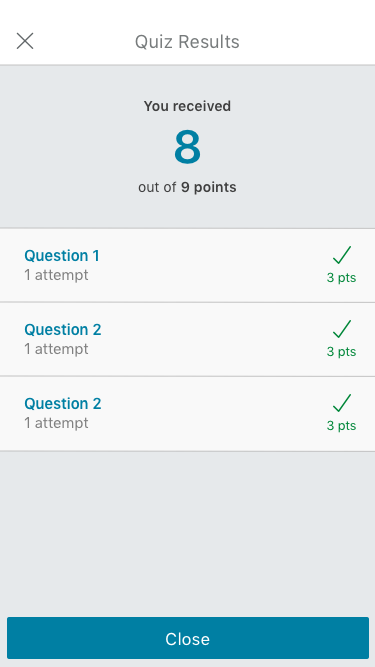 Quiz Results
You received
8
out of 9 points
Question 1
1 attempt
3 pts
Question 2
1 attempt
3 pts
Question 2
1 attempt
3 pts
Close